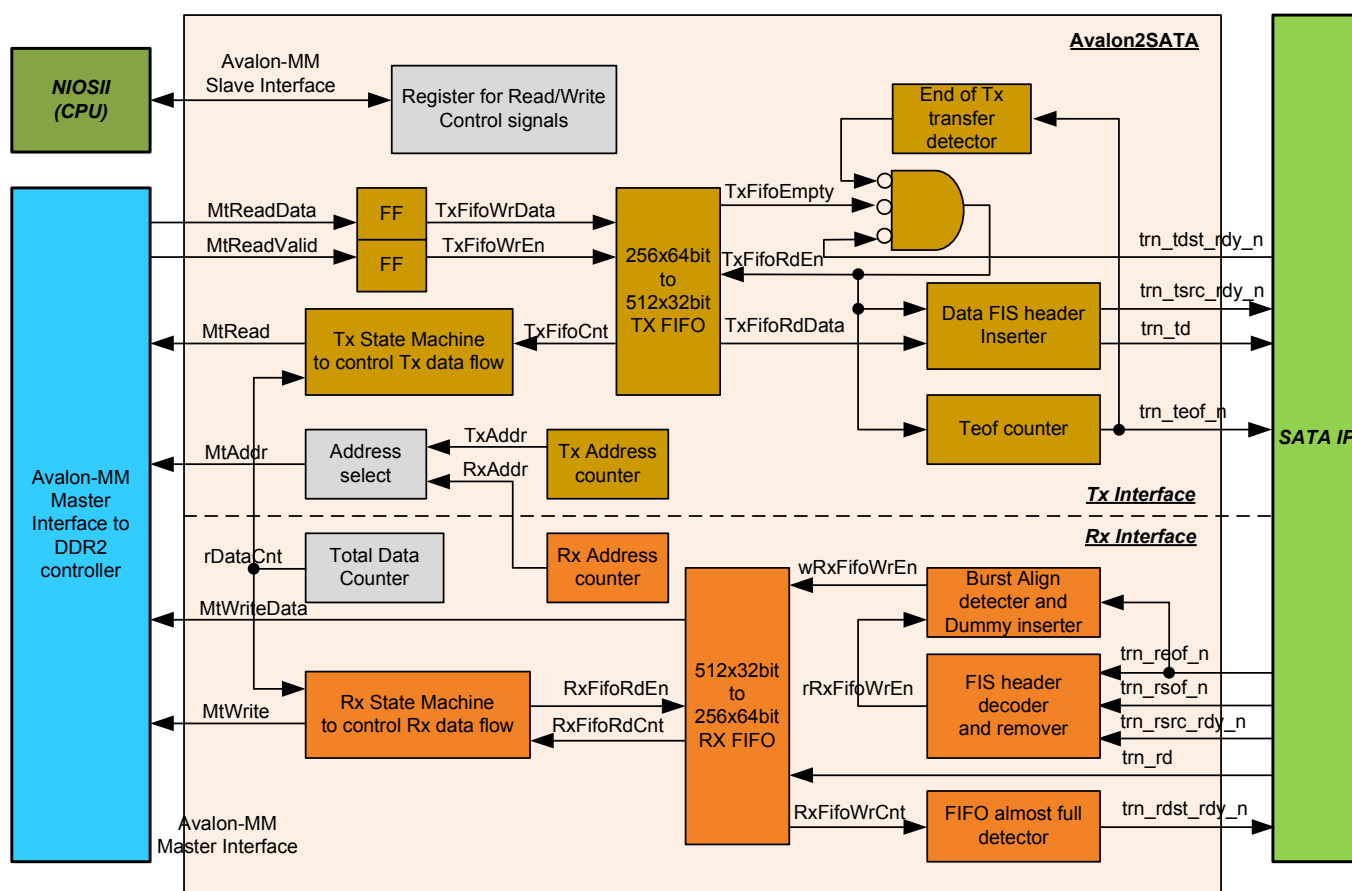 Avalon2SATA
NIOSII
(CPU)
Avalon-MM
Slave Interface
Register for Read/Write
Control signals
End of Tx
transfer
detector
MtReadData
FF
TxFifoWrData
TxFifoEmpty
MtReadValid
FF
TxFifoWrEn
256x64bit
to
512x32bit
TX FIFO
TxFifoRdEn
trn_tdst_rdy_n
trn_tsrc_rdy_n
MtRead
Tx State Machine
to control Tx data flow
TxFifoCnt
TxFifoRdData
Data FIS header
Inserter
trn_td
Teof counter
trn_teof_n
SATA IP
MtAddr
Address
select
TxAddr
RxAddr
Tx Address
counter
Avalon-MM
Master
Interface to
DDR2
controller
Tx Interface
Rx Interface
rDataCnt
Total Data
Counter
Rx Address
counter
wRxFifoWrEn
Burst Align
detecter and
Dummy inserter
MtWriteData
512x32bit
to
256x64bit
RX FIFO
trn_reof_n
trn_rsof_n
trn_rsrc_rdy_n
trn_rd
rRxFifoWrEn
FIS header
decoder
and remover
MtWrite
Rx State Machine
to control Rx data flow
RxFifoRdEn
RxFifoRdCnt
RxFifoWrCnt
FIFO almost full
detector
trn_rdst_rdy_n
Avalon-MM
Master Interface